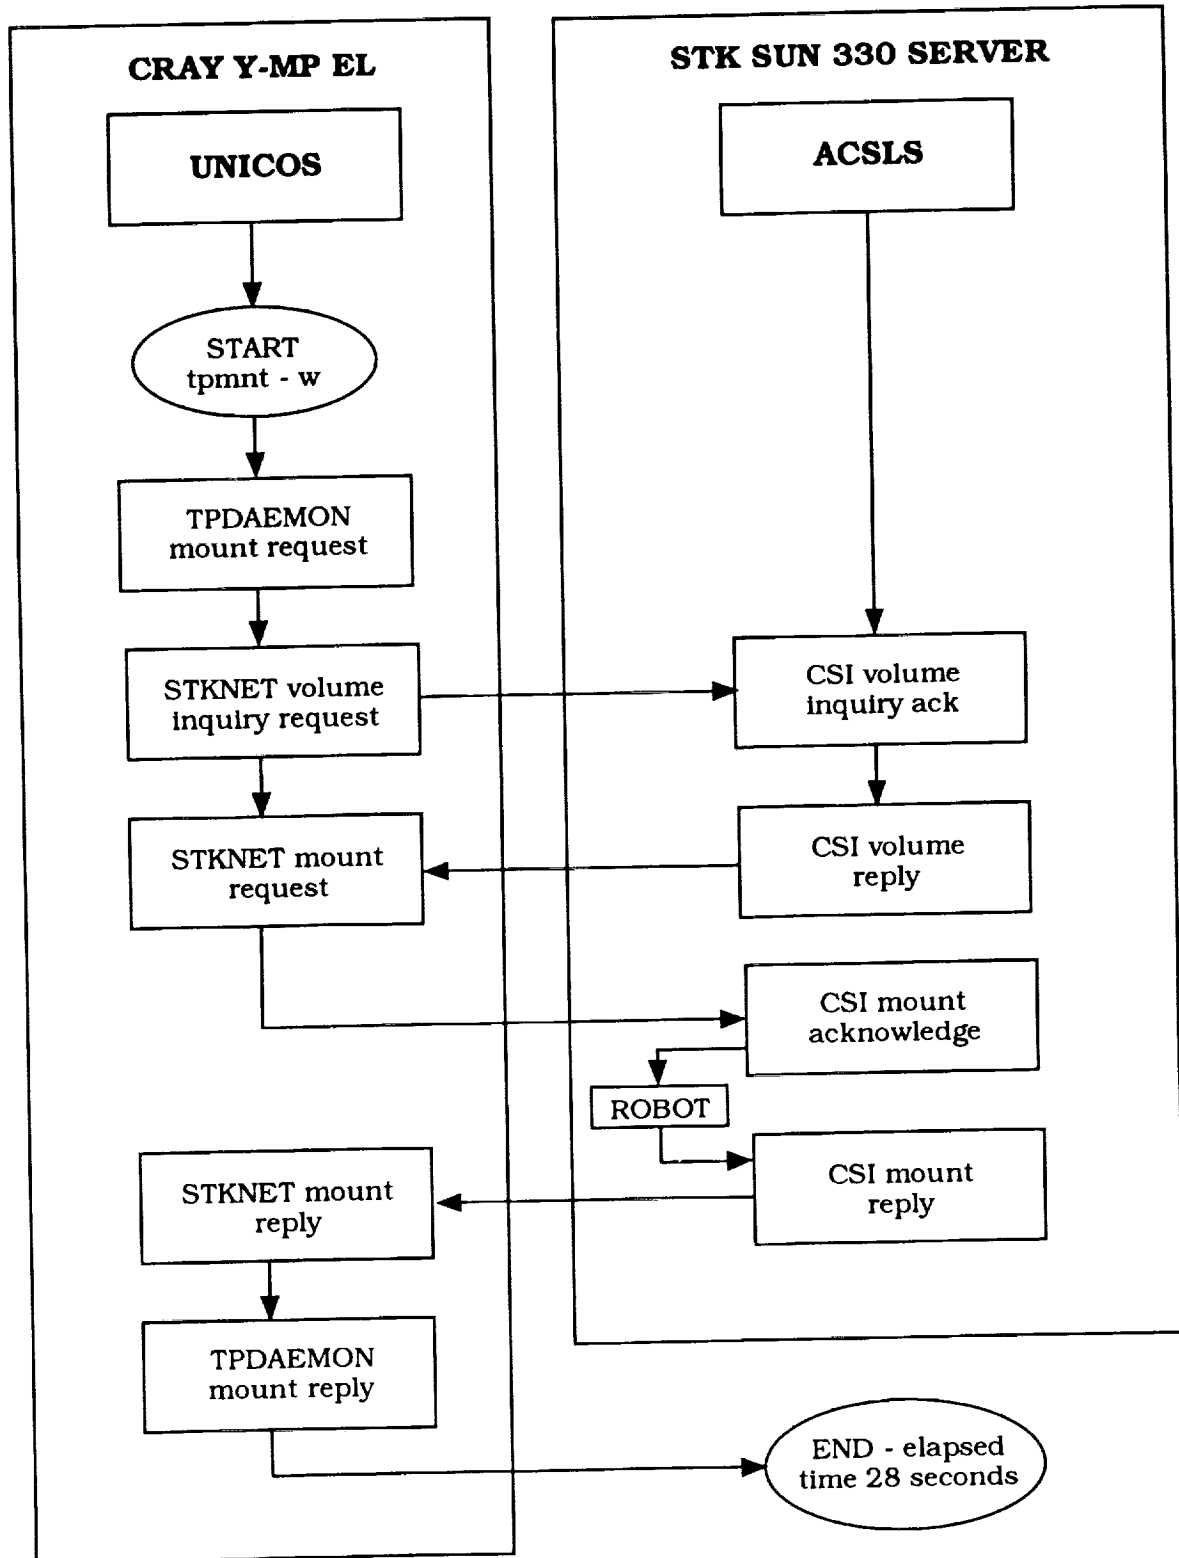 CRAY Y-MP EL
UNICOS
START
tpmnt - w
TPDAEMON
mount request
STKNET volume
inquiry request
STKNET mount
request
STKNET mount
reply
TPDAEMON
mount reply
STK SUN 330 SERVER
ACSLS
CSI volume
inquiry ack
CSI volume
reply
CSI mount
acknowledge
ROBOT
CSI mount
reply
END - elapsed
time 28 seconds